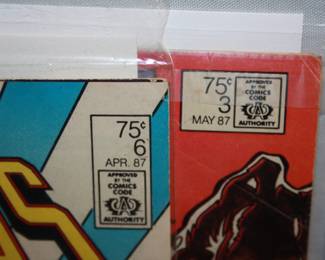 75¢
6
APR. 87
APPROVED
BY THE
COMICS
CODE
CA
AUTHORITY
75¢
3
MAY 87
APPROVED
BY THE
COMICS
CODE
CA
AUTHORITY